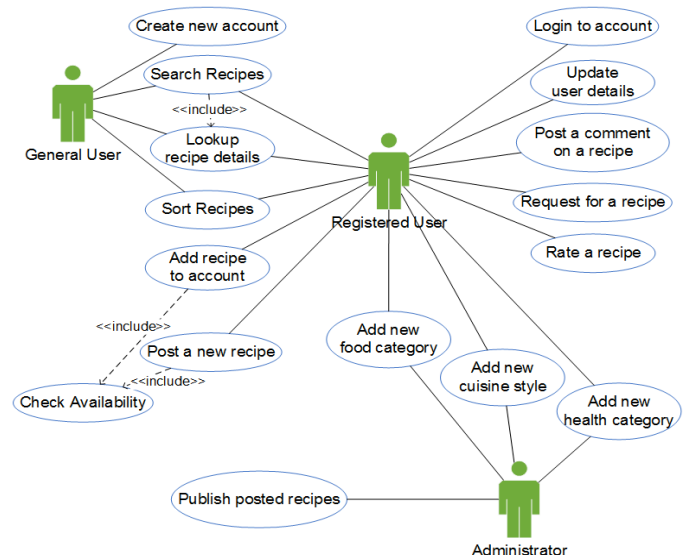 Create new account
Login to account
Search Recipes
Update
user details
<<include>>
Post a comment
on a recipe
Lookup
recipe details
General User
Sort Recipes
Registered User
Request for a recipe
Rate a recipe
Add recipe
to account
<<include>>
Add new
food category
Post a new recipe
<<include>>
Add new
cuisine style
Check Availability
Add new
health category
Publish posted recipes
Administrator